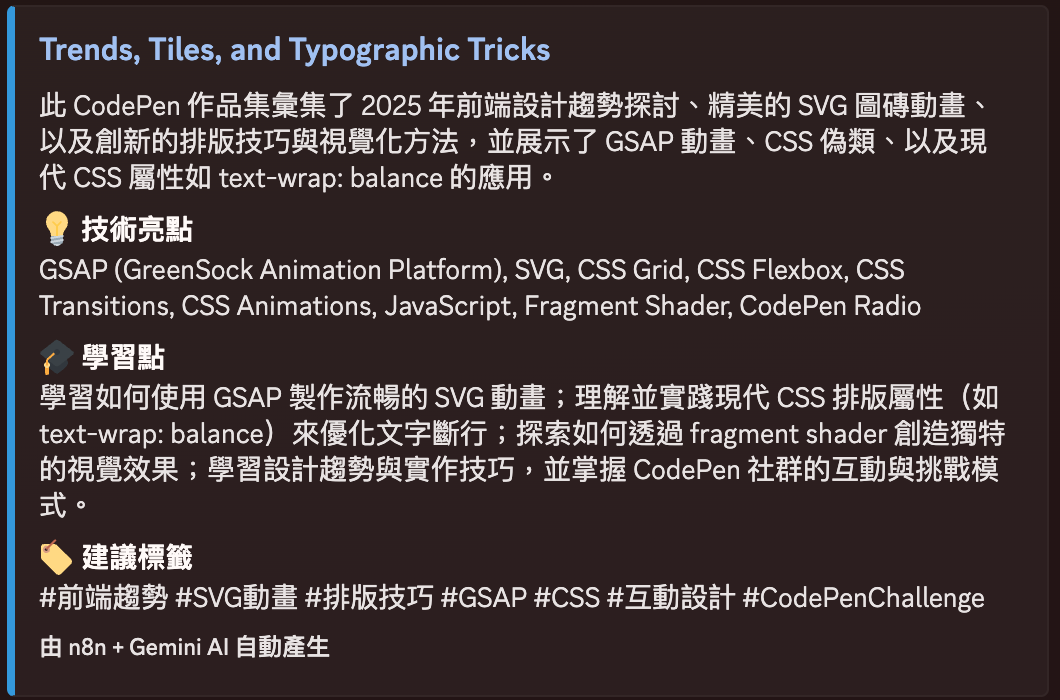 Trends, Tiles, and Typographic Tricks
此 CodePen 作品集彙集了 2025 年前端設計趨勢探討、精美的 SVG 圖磚動畫、
以及創新的排版技巧與視覺化方法，並展示了 GSAP 動畫、CSS 偽類、以及現
代 CSS 屬性如 text-wrap: balance 的應用。
💡 技術亮點
GSAP (GreenSock Animation Platform), SVG, CSS Grid, CSS Flexbox, CSS
Transitions, CSS Animations, JavaScript, Fragment Shader, CodePen Radio
🎓 學習點
學習如何使用 GSAP 製作流暢的 SVG 動畫；理解並實踐現代 CSS 排版屬性（如
text-wrap: balance）來優化文字斷行；探索如何透過 fragment shader 創造獨特
的視覺效果；學習設計趨勢與實作技巧，並掌握 CodePen 社群的互動與挑戰模
式。
🏷️ 建議標籤
#前端趨勢 #SVG動畫 #排版技巧 #GSAP #CSS #互動設計 #CodePenChallenge
由 n8n + Gemini AI 自動產生